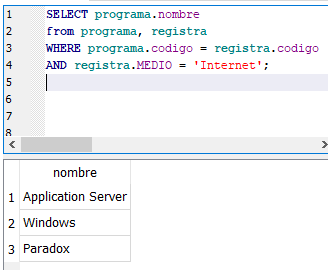 1 SELECT programa.nombre
2 from programa, registra
3 WHERE programa.codigo = registra.codigo
4 AND registra.MEDIO = 'Internet';
5
6
7
8
nombre
1 Application Server
2 Windows
3 Paradox